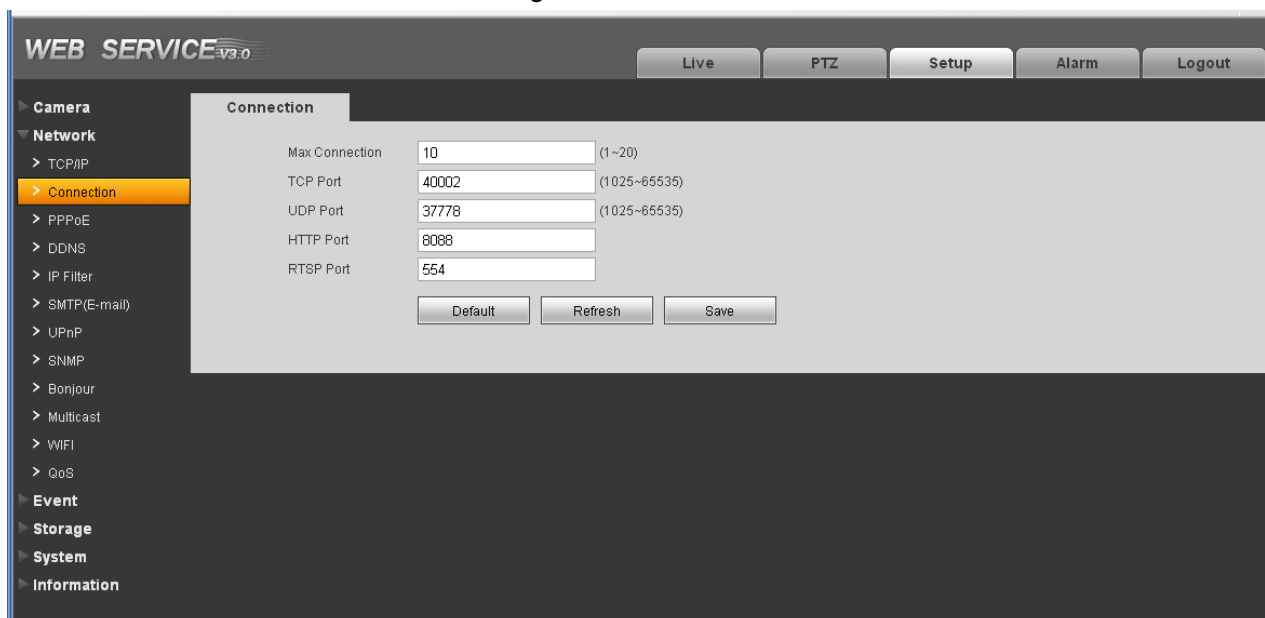 WEB SERVICE V3.0
Live PTZ Setup Alarm Logout
Camera
Connection
Network
TCP/IP
Connection
PPPoE
DDNS
IP Filter
SMTP(E-mail)
UPnP
SNMP
Bonjour
Multicast
WIFI
QoS
Event
Storage
System
Information
Max Connection 10 (1~20)
TCP Port 40002 (1025~65535)
UDP Port 37778 (1025~65535)
HTTP Port 8088
RTSP Port 554
Default Refresh Save